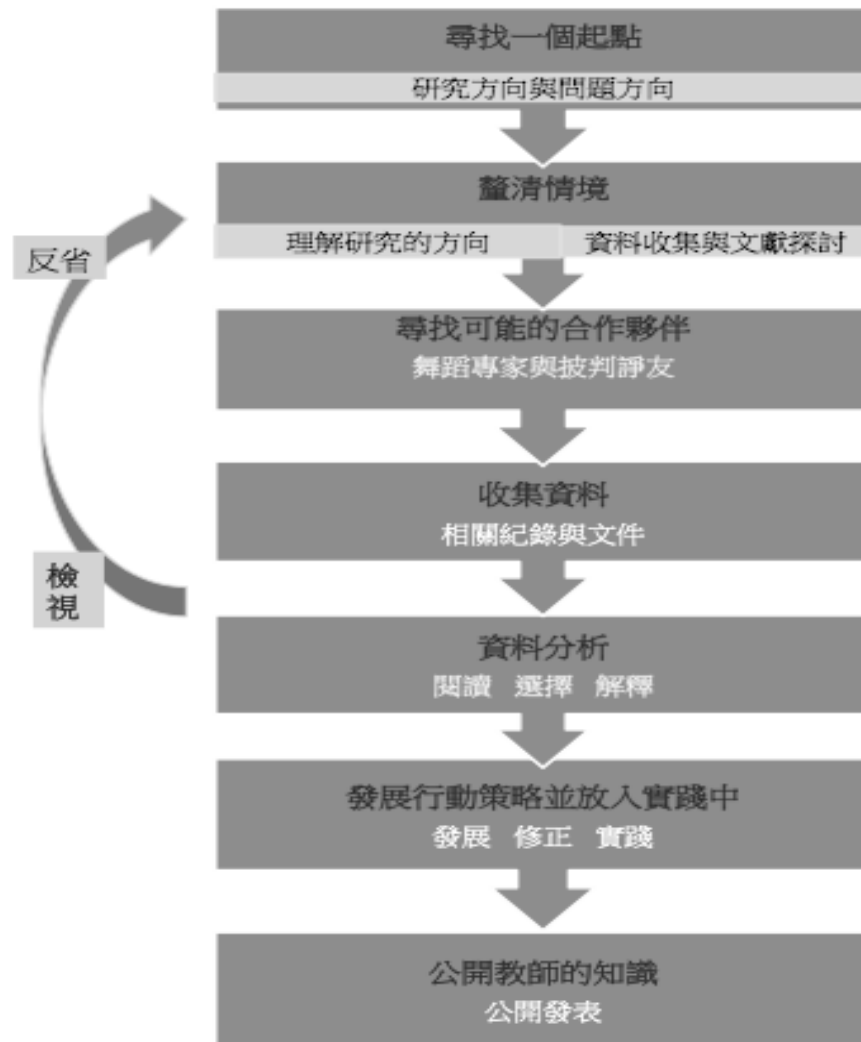 尋找一個起點
研究方向與問題方向
釐清情境
理解研究的方向
資料收集與文獻探討
反省
尋找可能的合作夥伴
舞蹈專家與披判諍友
收集資料
相關紀錄與文件
檢
視
資料分析
閱讀 選擇 解釋
發展行動策略並放入實踐中
發展 修正 實踐
公開教師的知識
公開發表